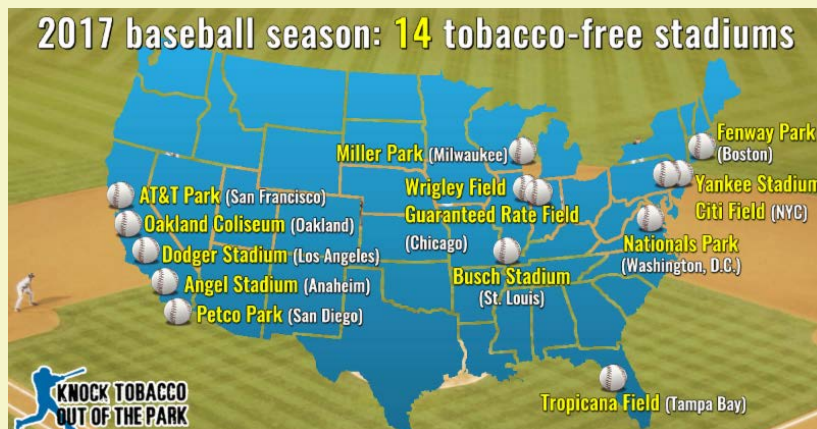 2017 baseball season: 14 tobacco-free stadiums
Miller Park (Milwaukee)
Fenway Park
(Boston)
AT&T Park (San Francisco)
Wrigley Field
Yankee Stadium
Oakland Coliseum (Oakland)
Guaranteed Rate Field
(Chicago)
Citi Field (NYC)
Dodger Stadium (Los Angeles)
Nationals Park
(Washington, D.C.)
Angel Stadium (Anaheim)
Busch Stadium
(St. Louis)
Petco Park (San Diego)
Tropicana Field (Tampa Bay)
KNOCK TOBACCO
OUT OF THE PARK